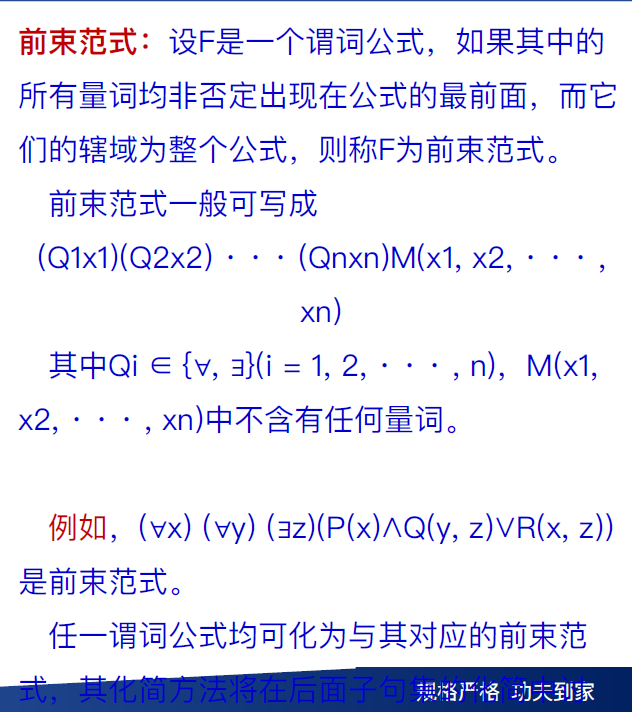 前束范式：设F是一个谓词公式，如果其中的
所有量词均非否定出现在公式的最前面，而它
们的辖域为整个公式，则称F为前束范式。
前束范式一般可写成
(Q1x1)(Q2x2)···(Qnxn)M(x1, x2,···,
xn)
其中Qi ∈ {∀, ∃}(i = 1, 2,···, n)，M(x1,
x2,···, xn)中不含有任何量词。
例如，(∀x) (∀y) (∃z)(P(x)∧Q(y, z)∨R(x, z))
是前束范式。
任一谓词公式均可化为与其对应的前束范
式，其化简方法将在后面子句集的化简中
规格严格 功夫到家